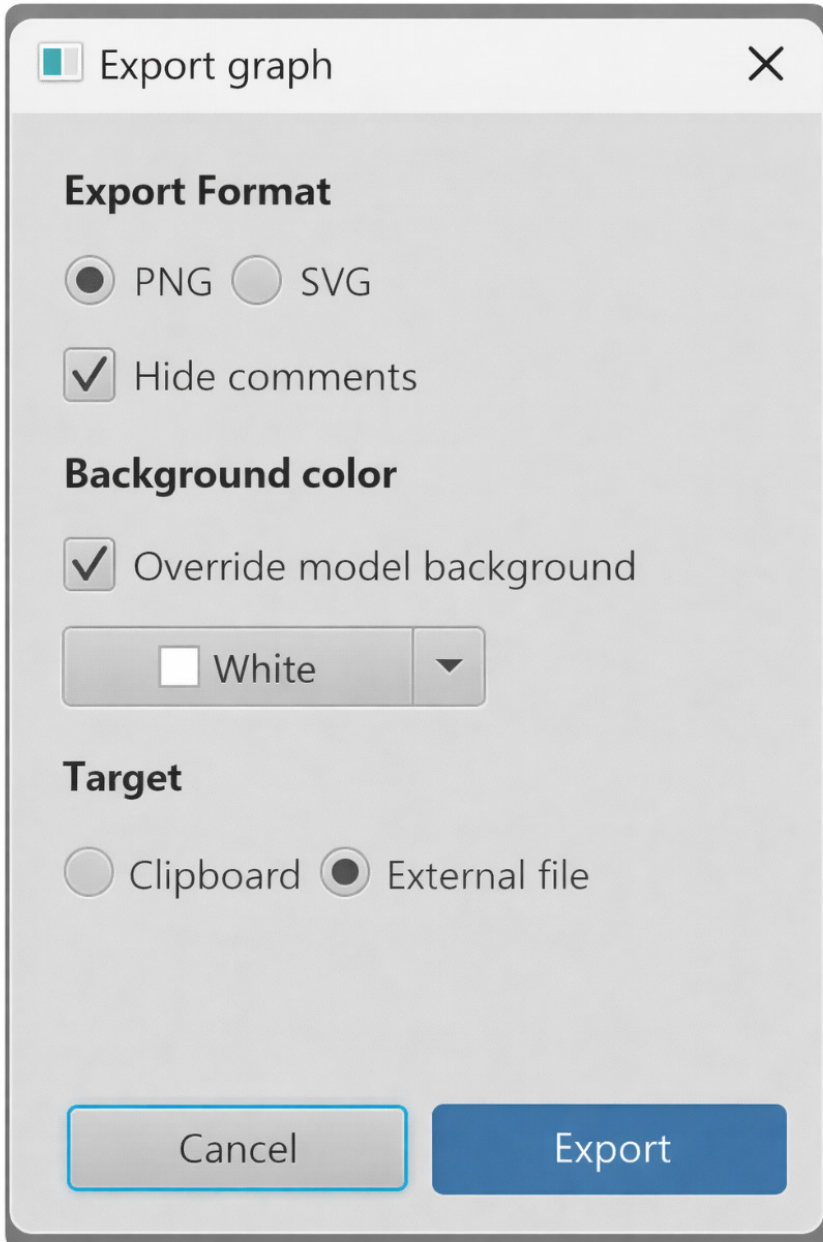 Export graph
Export Format
PNG SVG
Hide comments
Background color
Override model background
White
Target
Clipboard External file
Cancel Export